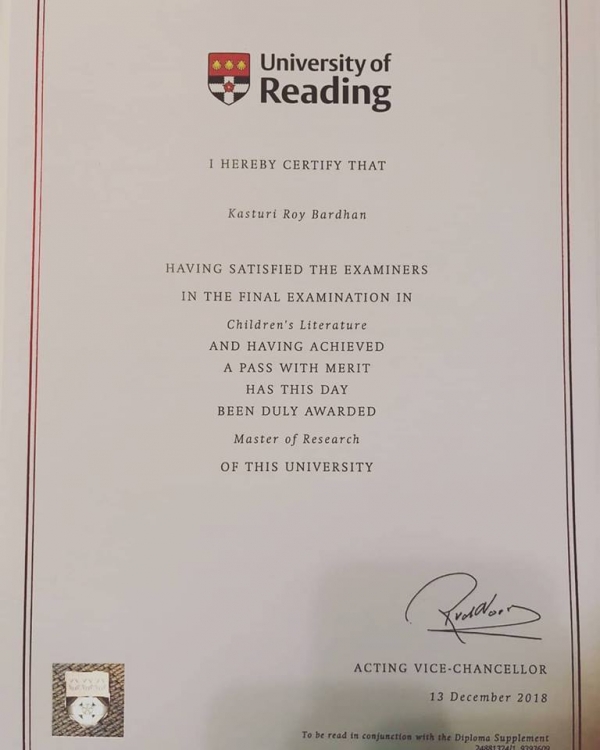 University of
Reading
I HEREBY CERTIFY THAT
Kasturi Roy Bardhan
HAVING SATISFIED THE EXAMINERS
IN THE FINAL EXAMINATION IN
Children's Literature
AND HAVING ACHIEVED
A PASS WITH MERIT
HAS THIS DAY
BEEN DULY AWARDED
Master of Research
OF THIS UNIVERSITY
ACTING VICE-CHANCELLOR
13 December 2018
To be read in conjunction with the Diploma Supplement